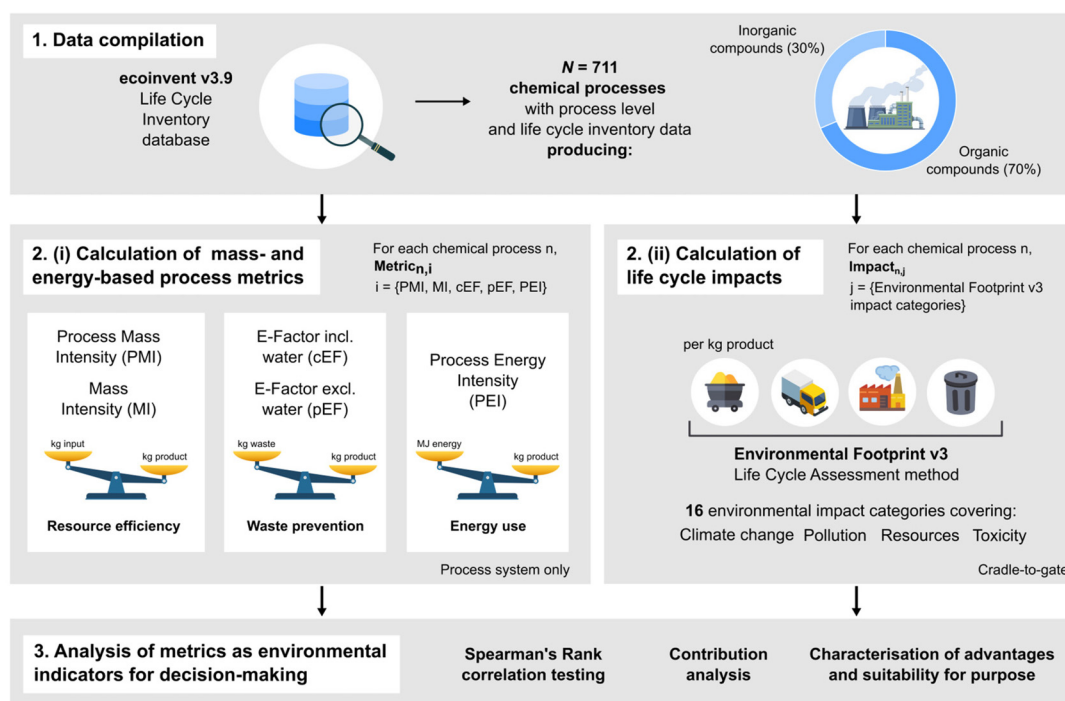 1. Data compilation
ecoinvent v3.9
Life Cycle
Inventory
database
N = 711
chemical processes
with process level
and life cycle inventory data
producing:
Inorganic
compounds (30%)
Organic
compounds (70%)
2. (i) Calculation of mass- and
energy-based process metrics
For each chemical process n,
Metricn,i
i = {PMI, MI, cEF, pEF, PEI}
Process Mass
Intensity (PMI)
Mass
Intensity (MI)
kg input
kg product
Resource efficiency
E-Factor incl.
water (cEF)
E-Factor excl.
water (pEF)
kg waste
kg product
Waste prevention
Process Energy
Intensity
(PEI)
MJ energy
kg product
Energy use
Process system only
2. (ii) Calculation of
life cycle impacts
For each chemical process n,
Impactn,j
j = {Environmental Footprint v3
impact categories}
per kg product
Environmental Footprint v3
Life Cycle Assessment method
16 environmental impact categories covering:
Climate change Pollution Resources Toxicity
Cradle-to-gate
3. Analysis of metrics as environmental
indicators for decision-making
Spearman's Rank
correlation testing
Contribution
analysis
Characterisation of advantages
and suitability for purpose